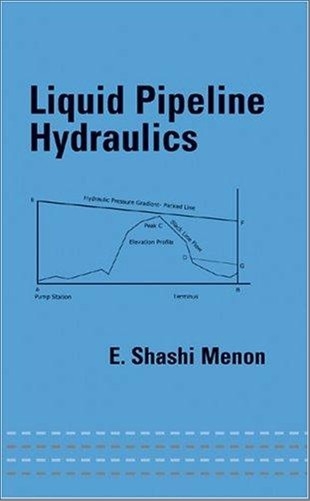 Liquid Pipeline
Hydraulics
E
Hydraulic Pressure Gradient- Packed Line
F
Peak C
Slack Line Flow
Elevation Profile
D
G
A
B
Pump Station
terminus
E. Shashi Menon